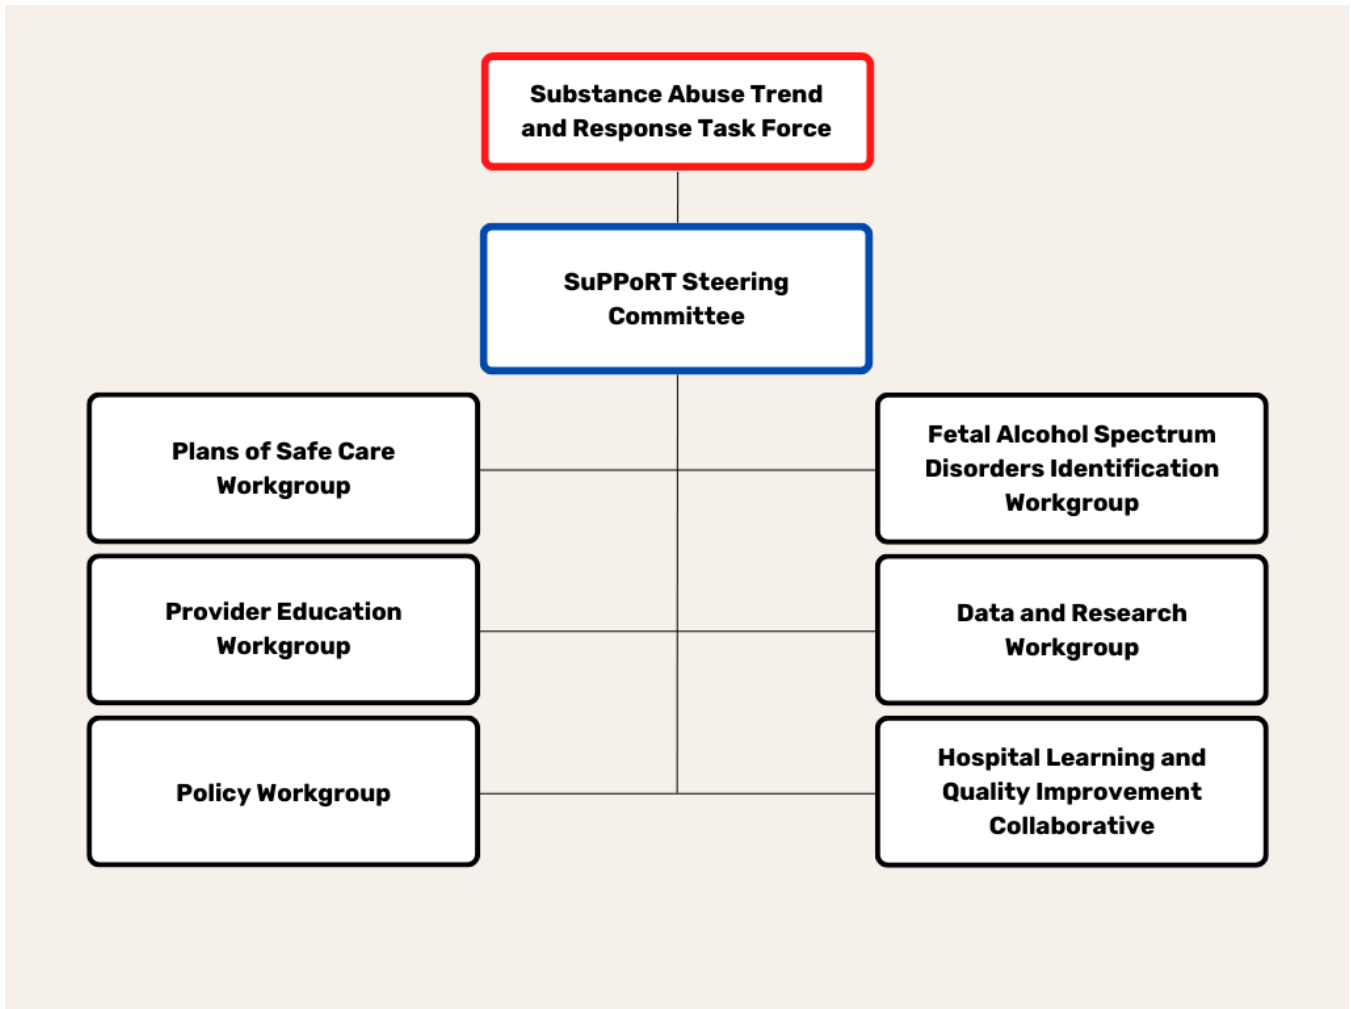 Substance Abuse Trend
and Response Task Force
SuPPoRT Steering
Committee
Plans of Safe Care
Workgroup
Fetal Alcohol Spectrum
Disorders Identification
Workgroup
Provider Education
Workgroup
Data and Research
Workgroup
Policy Workgroup
Hospital Learning and
Quality Improvement
Collaborative